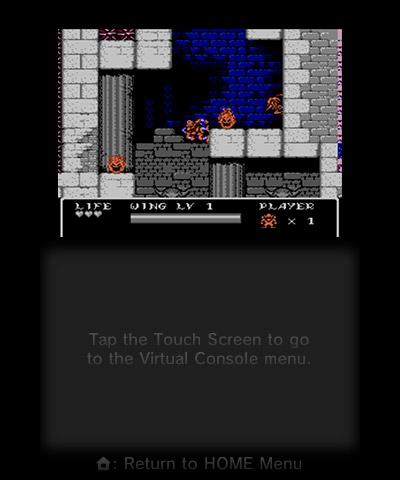 LIFE WING LV 1 PLAYER
× 1
Tap the Touch Screen to go
to the Virtual Console menu.
: Return to HOME Menu